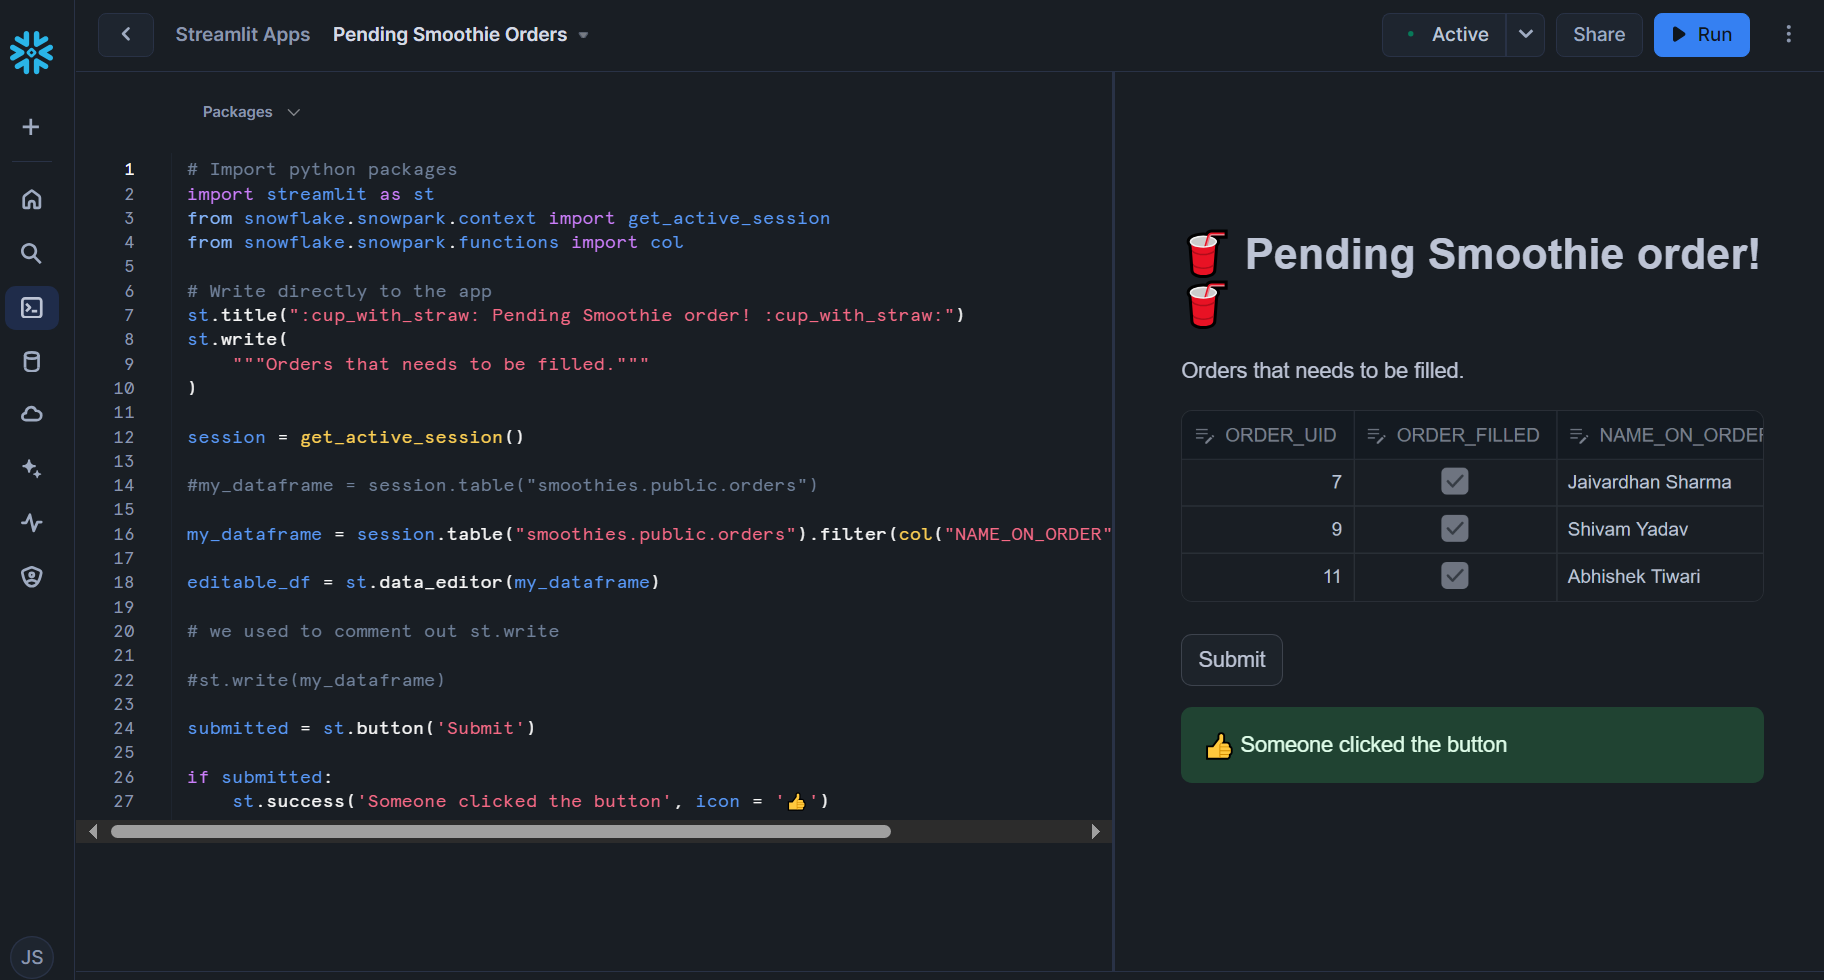 Streamlit Apps Pending Smoothie Orders
Active
Share
Run
Packages
1 # Import python packages
2 import streamlit as st
3 from snowflake.snowpark.context import get_active_session
4 from snowflake.snowpark.functions import col
5
6 # Write directly to the app
7 st.title(":cup_with_straw: Pending Smoothie order! :cup_with_straw:")
8 st.write(
9 """Orders that needs to be filled."""
10 )
11
12 session = get_active_session()
13
14 #my_dataframe = session.table("smoothies.public.orders")
15
16 my_dataframe = session.table("smoothies.public.orders").filter(col("NAME_ON_ORDER"
17
18 editable_df = st.data_editor(my_dataframe)
19
20 # we used to comment out st.write
21
22 #st.write(my_dataframe)
23
24 submitted = st.button('Submit')
25
26 if submitted:
27 st.success('Someone clicked the button', icon = '👍')
JS
🥤 Pending Smoothie order!
🥤
Orders that needs to be filled.
ORDER_UID ORDER_FILLED NAME_ON_ORDER
7 Jaivardhan Sharma
9 Shivam Yadav
11 Abhishek Tiwari
Submit
👍 Someone clicked the button